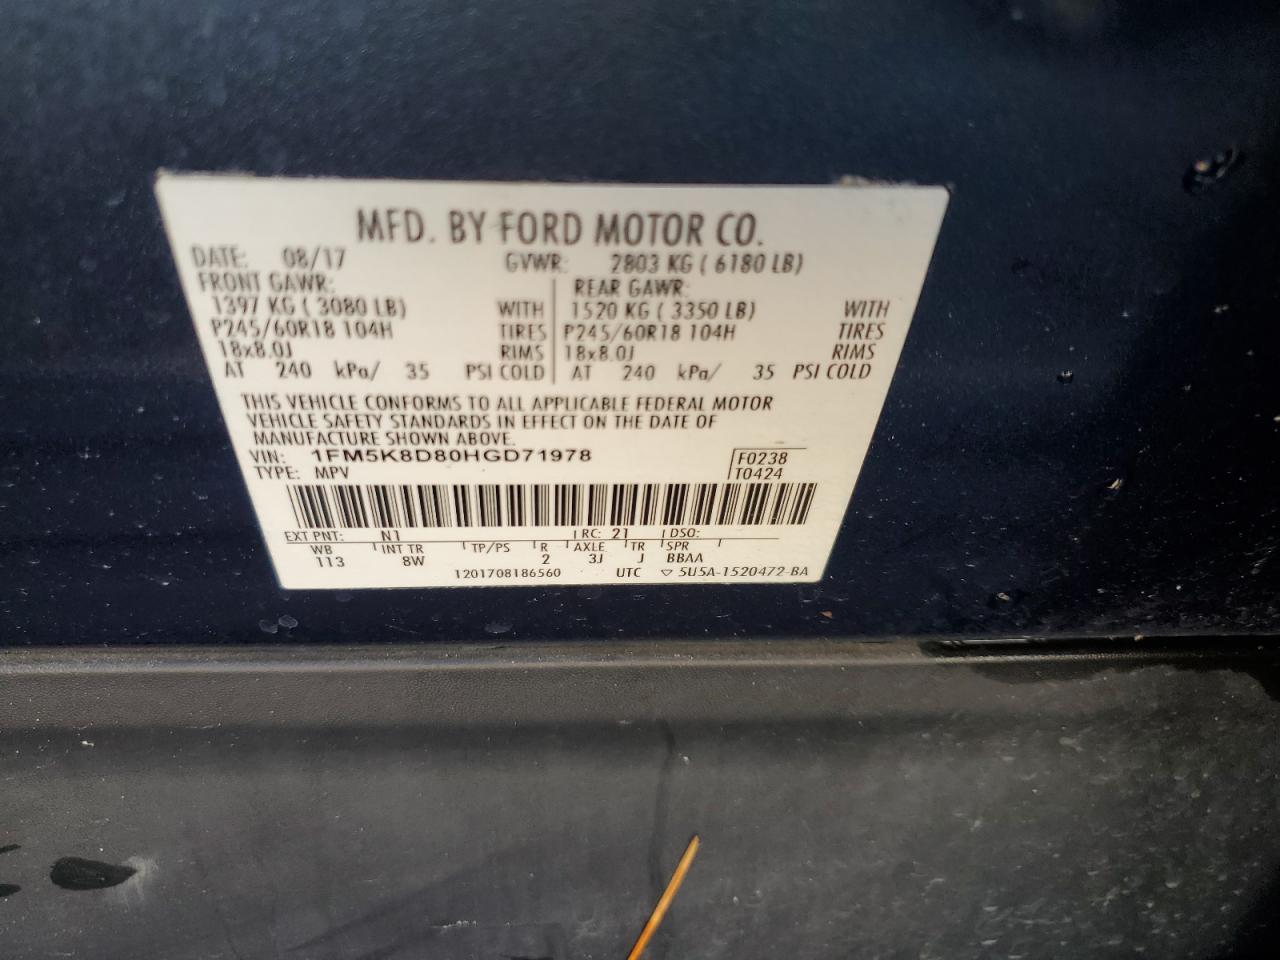 MFD. BY FORD MOTOR CO.
DATE: 08/17 GVWR: 2803 KG ( 6180 LB)
FRONT GAWR: REAR GAWR:
1397 KG ( 3080 LB) WITH 1520 KG ( 3350 LB) WITH
P245/60R18 104H TIRES P245/60R18 104H TIRES
18x8.0J RIMS 18x8.0J RIMS
AT 240 kPa/ 35 PSI COLD AT 240 kPa/ 35 PSI COLD
THIS VEHICLE CONFORMS TO ALL APPLICABLE FEDERAL MOTOR
VEHICLE SAFETY STANDARDS IN EFFECT ON THE DATE OF
MANUFACTURE SHOWN ABOVE.
VIN: 1FM5K8D80HGD71978 F0238
TYPE: MPV T0424
EXT PNT: N1 RC: 21 DSO:
WB INT TR TP/PS R AXLE TR SPR
113 8W 2 3J J BBAA
1201708186560 UTC ▽ 5U5A-1520472-BA